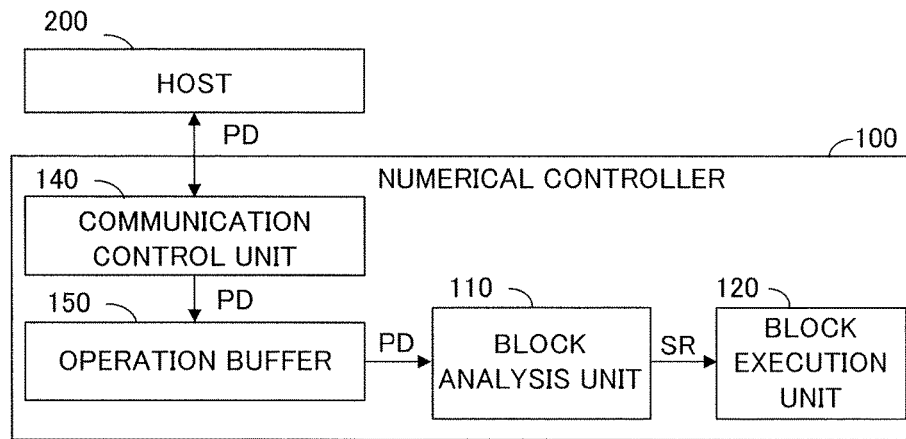 200
HOST
PD
100
NUMERICAL CONTROLLER
140
COMMUNICATION
CONTROL UNIT
PD
150
OPERATION BUFFER
PD
110
BLOCK
ANALYSIS UNIT
SR
120
BLOCK
EXECUTION
UNIT